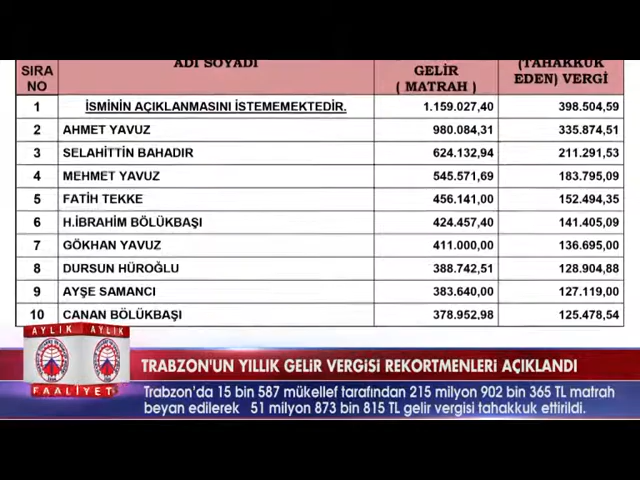 SIRA NO ADI SOYADI GELİR ( MATRAH ) (TAHAKKUK EDEN) VERGİ
1 İSMİNİN AÇIKLANMASINI İSTEMEMEKTEDİR. 1.159.027,40 398.504,59
2 AHMET YAVUZ 980.084,31 335.874,51
3 SELAHİTTİN BAHADIR 624.132,94 211.291,53
4 MEHMET YAVUZ 545.571,69 183.795,09
5 FATİH TEKKE 456.141,00 152.494,35
6 H.İBRAHİM BÖLÜKBAŞI 424.457,40 141.405,09
7 GÖKHAN YAVUZ 411.000,00 136.695,00
8 DURSUN HÜROĞLU 388.742,51 128.904,88
9 AYŞE SAMANCI 383.640,00 127.119,00
10 CANAN BÖLÜKBAŞI 378.952,98 125.478,54
AYLIK AYLIK
FAALİYET
TRABZON'UN YILLIK GELİR VERGİSİ REKORTMENLERİ AÇIKLANDI
Trabzon'da 15 bin 587 mükellef tarafından 215 milyon 902 bin 365 TL matrah
beyan edilerek 51 milyon 873 bin 815 TL gelir vergisi tahakkuk ettirildi.